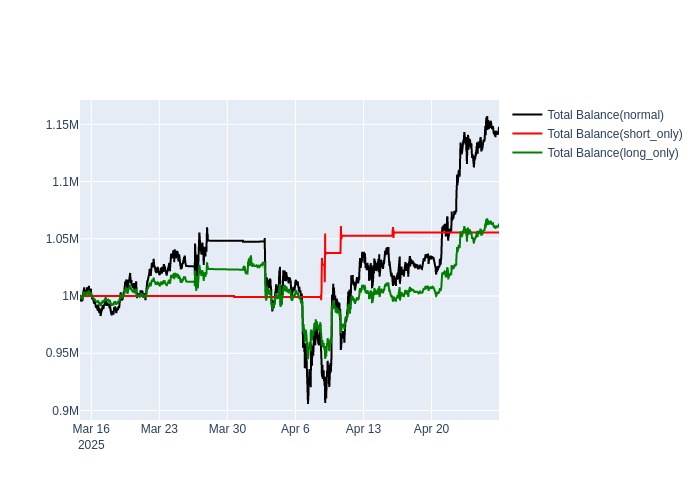 1.15M
1.1M
1.05M
1M
0.95M
0.9M
Mar 16
2025
Mar 23
Mar 30
Apr 6
Apr 13
Apr 20
Total Balance(normal)
Total Balance(short_only)
Total Balance(long_only)